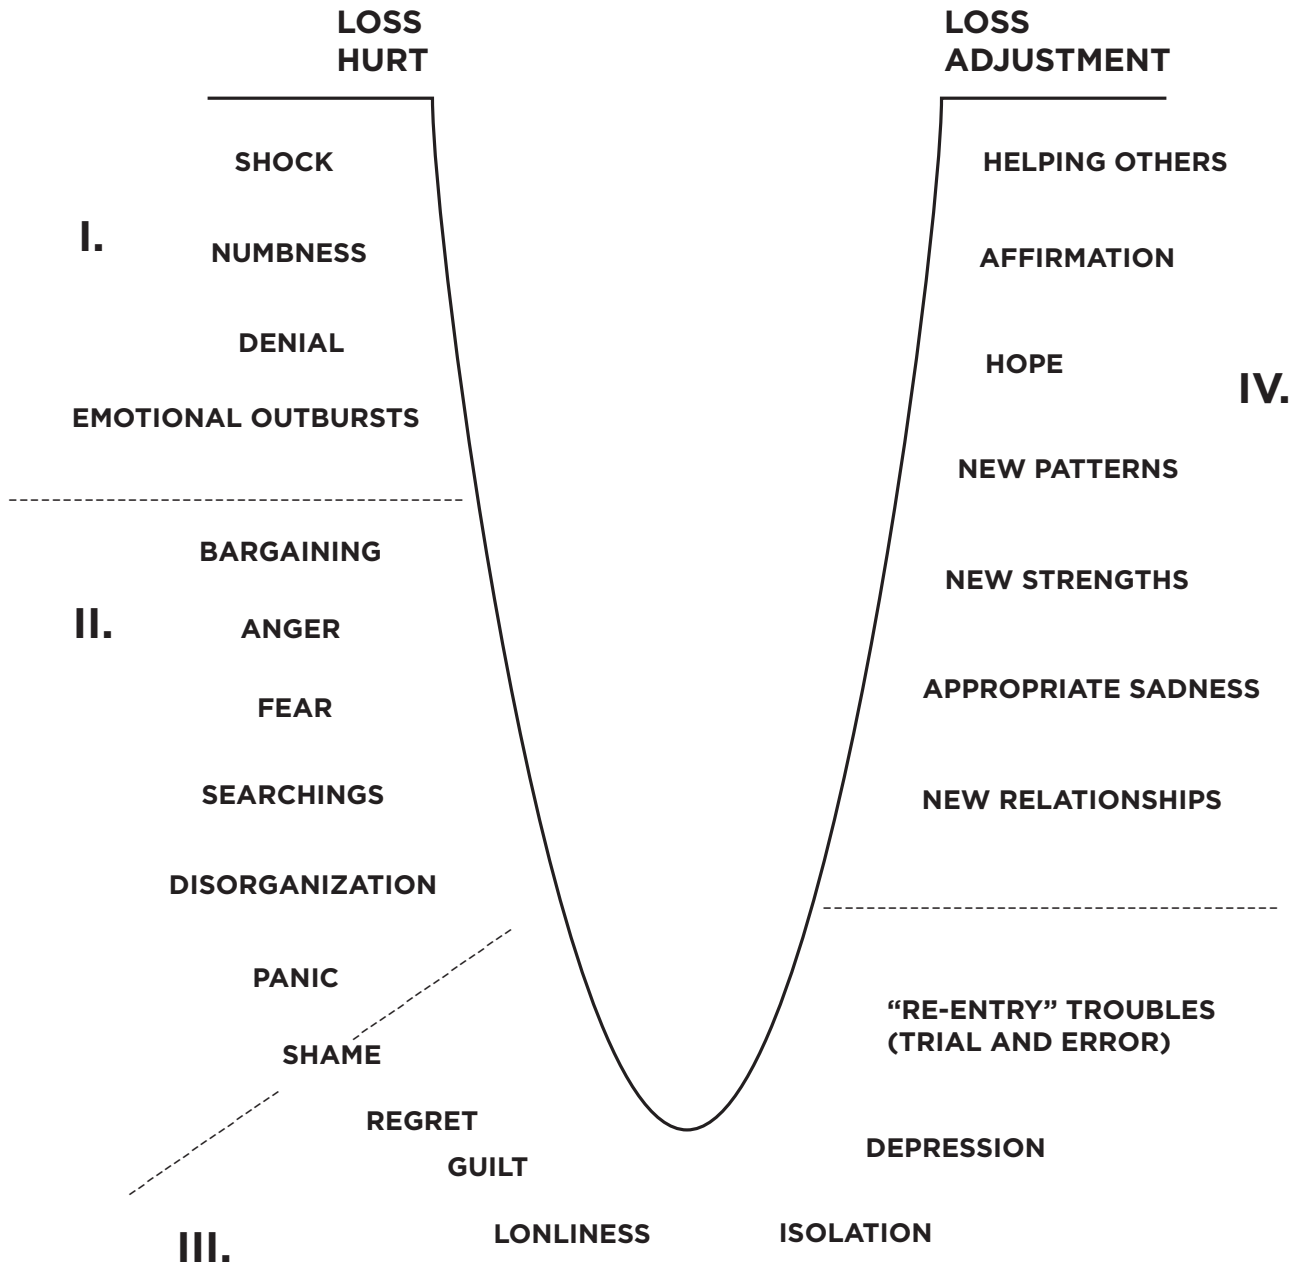 LOSS
HURT
SHOCK
I.
NUMBNESS
DENIAL
EMOTIONAL OUTBURSTS
BARGAINING
II.
ANGER
FEAR
SEARCHINGS
DISORGANIZATION
PANIC
SHAME
REGRET
GUILT
III.
LONLINESS
ISOLATION
DEPRESSION
“RE-ENTRY” TROUBLES
(TRIAL AND ERROR)
LOSS
ADJUSTMENT
HELPING OTHERS
AFFIRMATION
HOPE
IV.
NEW PATTERNS
NEW STRENGTHS
APPROPRIATE SADNESS
NEW RELATIONSHIPS